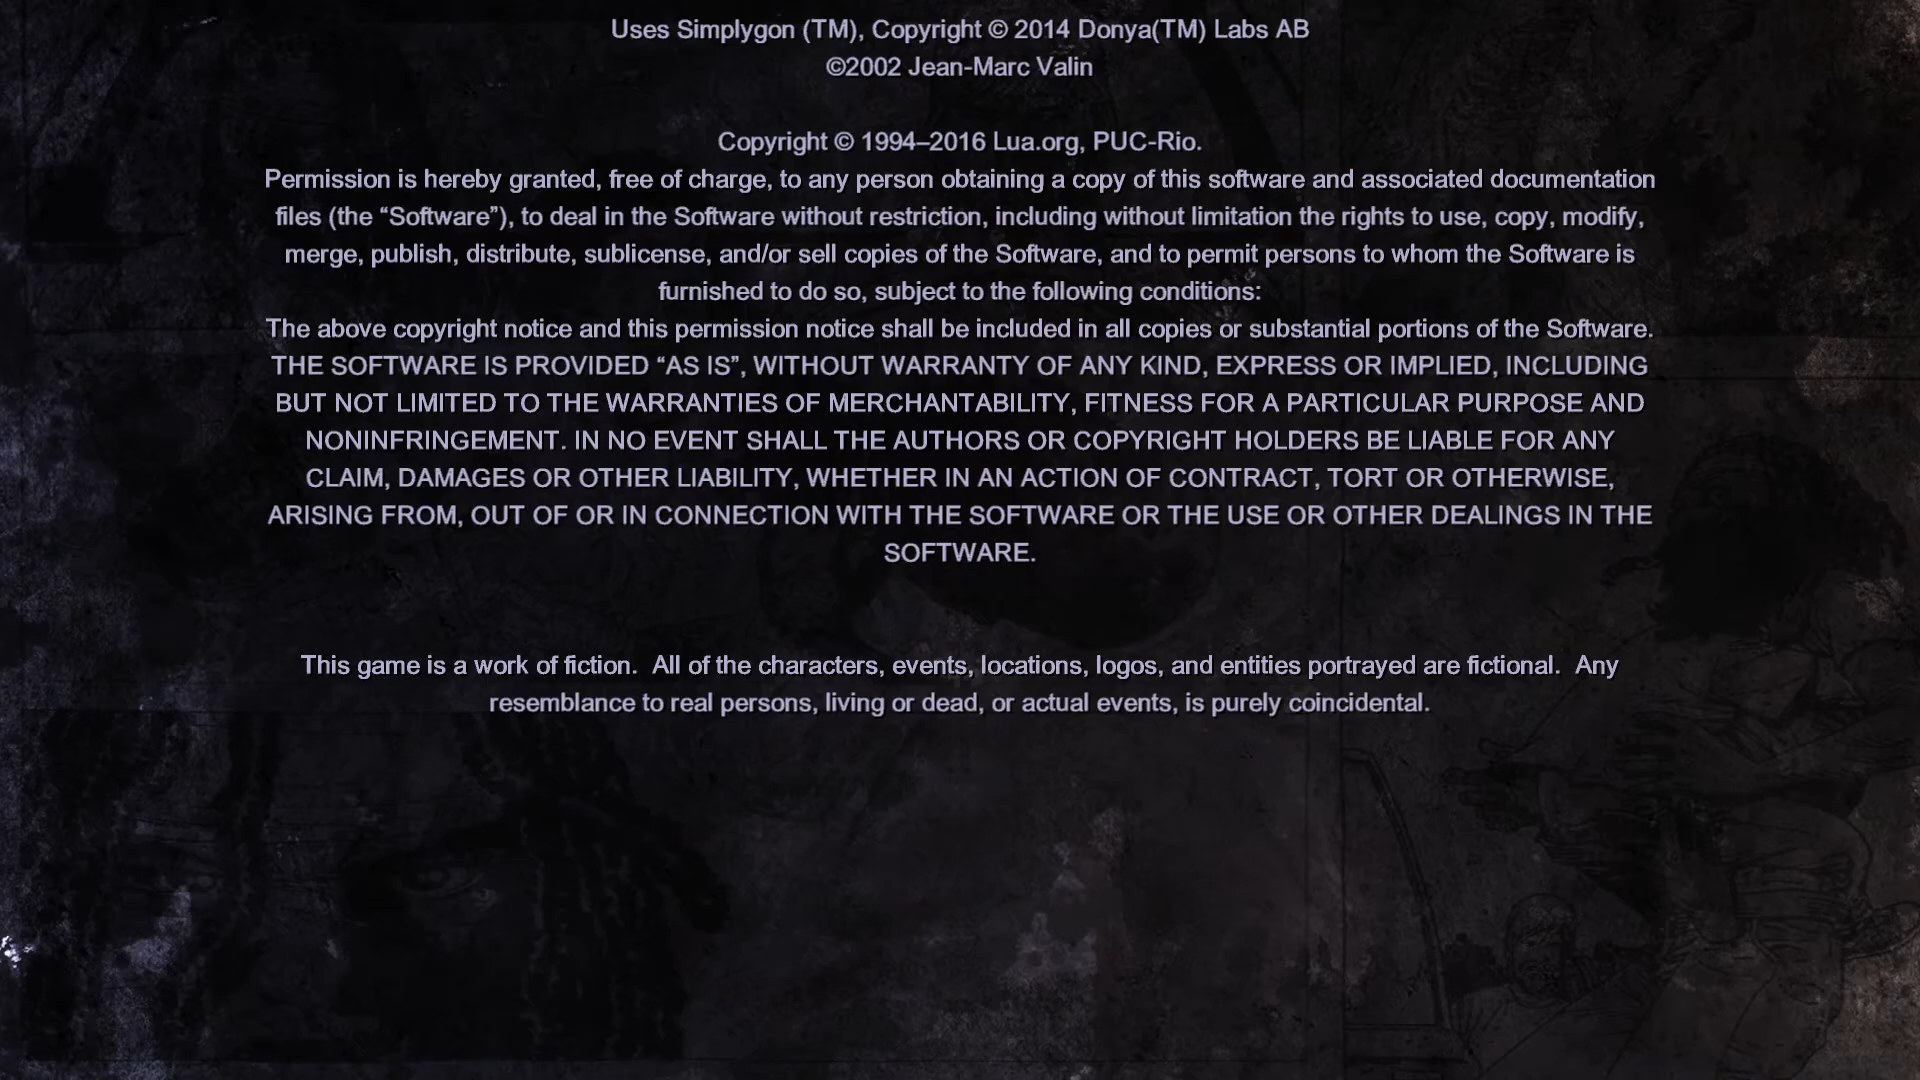 Uses Simplygon (TM), Copyright © 2014 Donya(TM) Labs AB
©2002 Jean-Marc Valin
Copyright © 1994–2016 Lua.org, PUC-Rio.
Permission is hereby granted, free of charge, to any person obtaining a copy of this software and associated documentation
files (the “Software”), to deal in the Software without restriction, including without limitation the rights to use, copy, modify,
merge, publish, distribute, sublicense, and/or sell copies of the Software, and to permit persons to whom the Software is
furnished to do so, subject to the following conditions:
The above copyright notice and this permission notice shall be included in all copies or substantial portions of the Software.
THE SOFTWARE IS PROVIDED “AS IS”, WITHOUT WARRANTY OF ANY KIND, EXPRESS OR IMPLIED, INCLUDING
BUT NOT LIMITED TO THE WARRANTIES OF MERCHANTABILITY, FITNESS FOR A PARTICULAR PURPOSE AND
NONINFRINGEMENT. IN NO EVENT SHALL THE AUTHORS OR COPYRIGHT HOLDERS BE LIABLE FOR ANY
CLAIM, DAMAGES OR OTHER LIABILITY, WHETHER IN AN ACTION OF CONTRACT, TORT OR OTHERWISE,
ARISING FROM, OUT OF OR IN CONNECTION WITH THE SOFTWARE OR THE USE OR OTHER DEALINGS IN THE
SOFTWARE.
This game is a work of fiction.  All of the characters, events, locations, logos, and entities portrayed are fictional.  Any
resemblance to real persons, living or dead, or actual events, is purely coincidental.